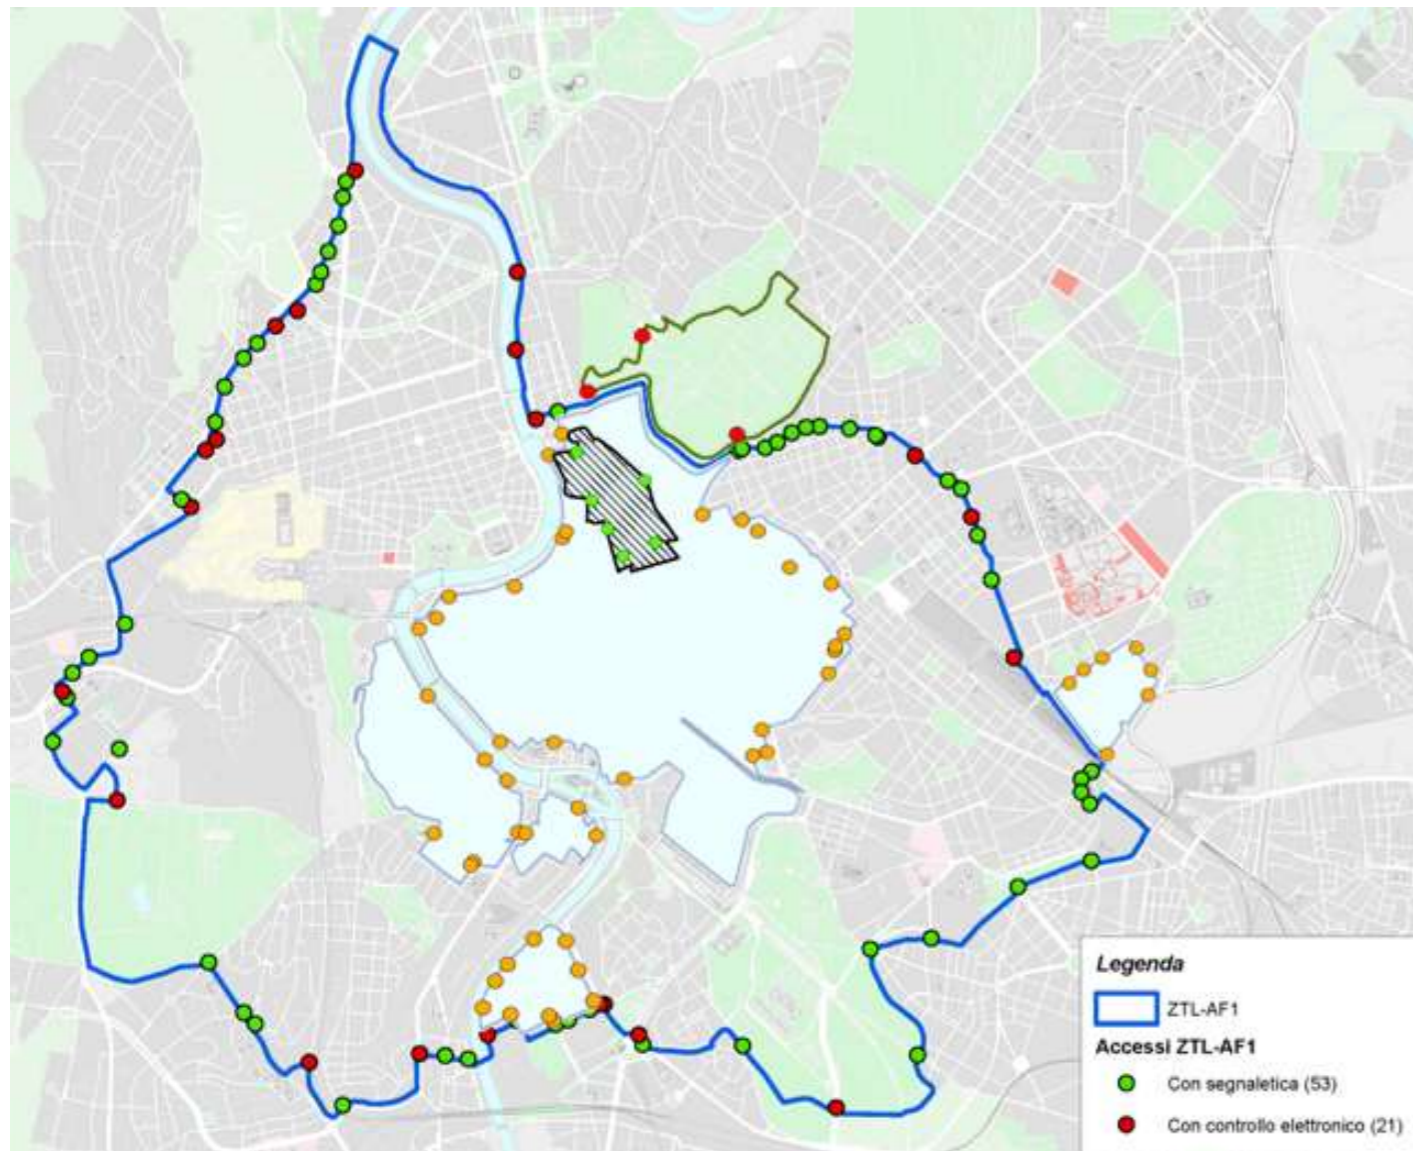 Legenda
ZTL-AF1
Accessi ZTL-AF1
Con segnaletica (53)
Con controllo elettronico (21)